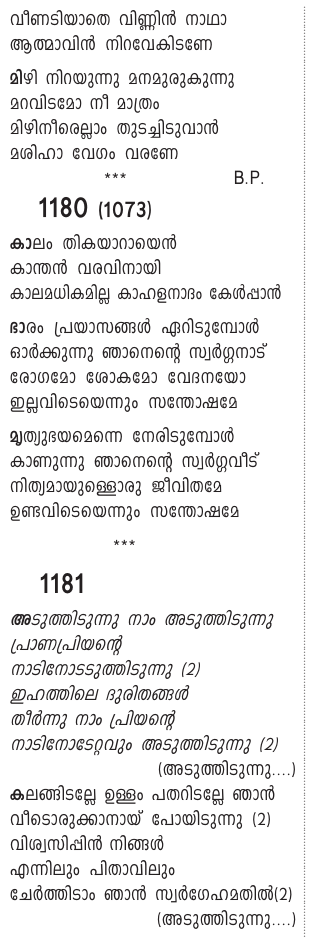 വീണടിയാതെ വിണ്ണിൻ നാഥാ
ആത്മാവിൻ നിറവേകിടണേ
മിഴി നിറയുന്നു മനമുരുകുന്നു
മറവിടമോ നീ മാത്രം
മിഴിനീരെല്ലാം തുടച്ചിടുവാൻ
മശിഹാ വേഗം വരണേ
*** B.P.
1180 (1073)
കാലം തികയാറായെൻ
കാന്തൻ വരവിനായി
കാലമധികമില്ല കാഹളനാദം കേൾപ്പാൻ
ഭാരം പ്രയാസങ്ങൾ ഏറിടുമ്പോൾ
ഓർക്കുന്നു ഞാനെന്റെ സ്വർഗ്ഗനാട്
രോഗമോ ശോകമോ വേദനയോ
ഇല്ലവിടെയെന്നും സന്തോഷമേ
മൃത്യുഭയമെന്നെ നേരിടുമ്പോൾ
കാണുന്നു ഞാനെന്റെ സ്വർഗ്ഗവീട്
നിത്യമായുള്ളൊരു ജീവിതമേ
ഉണ്ടവിടെയെന്നും സന്തോഷമേ
***
1181
അടുത്തിടുന്നു നാം അടുത്തിടുന്നു
പ്രാണപ്രിയന്റെ
നാടിനോടടുത്തിടുന്നു (2)
ഇഹത്തിലെ ദുരിതങ്ങൾ
തീർന്നു നാം പ്രിയന്റെ
നാടിനോടേറ്റവും അടുത്തിടുന്നു (2)
(അടുത്തിടുന്നു....)
കലങ്ങിടല്ലേ ഉള്ളം പതറിടല്ലേ ഞാൻ
വീടൊരുക്കാനായ് പോയിടുന്നു (2)
വിശ്വസിപ്പിൻ നിങ്ങൾ
എന്നിലും പിതാവിലും
ചേർത്തിടാം ഞാൻ സ്വർഗേഹമതിൽ(2)
(അടുത്തിടുന്നു....)